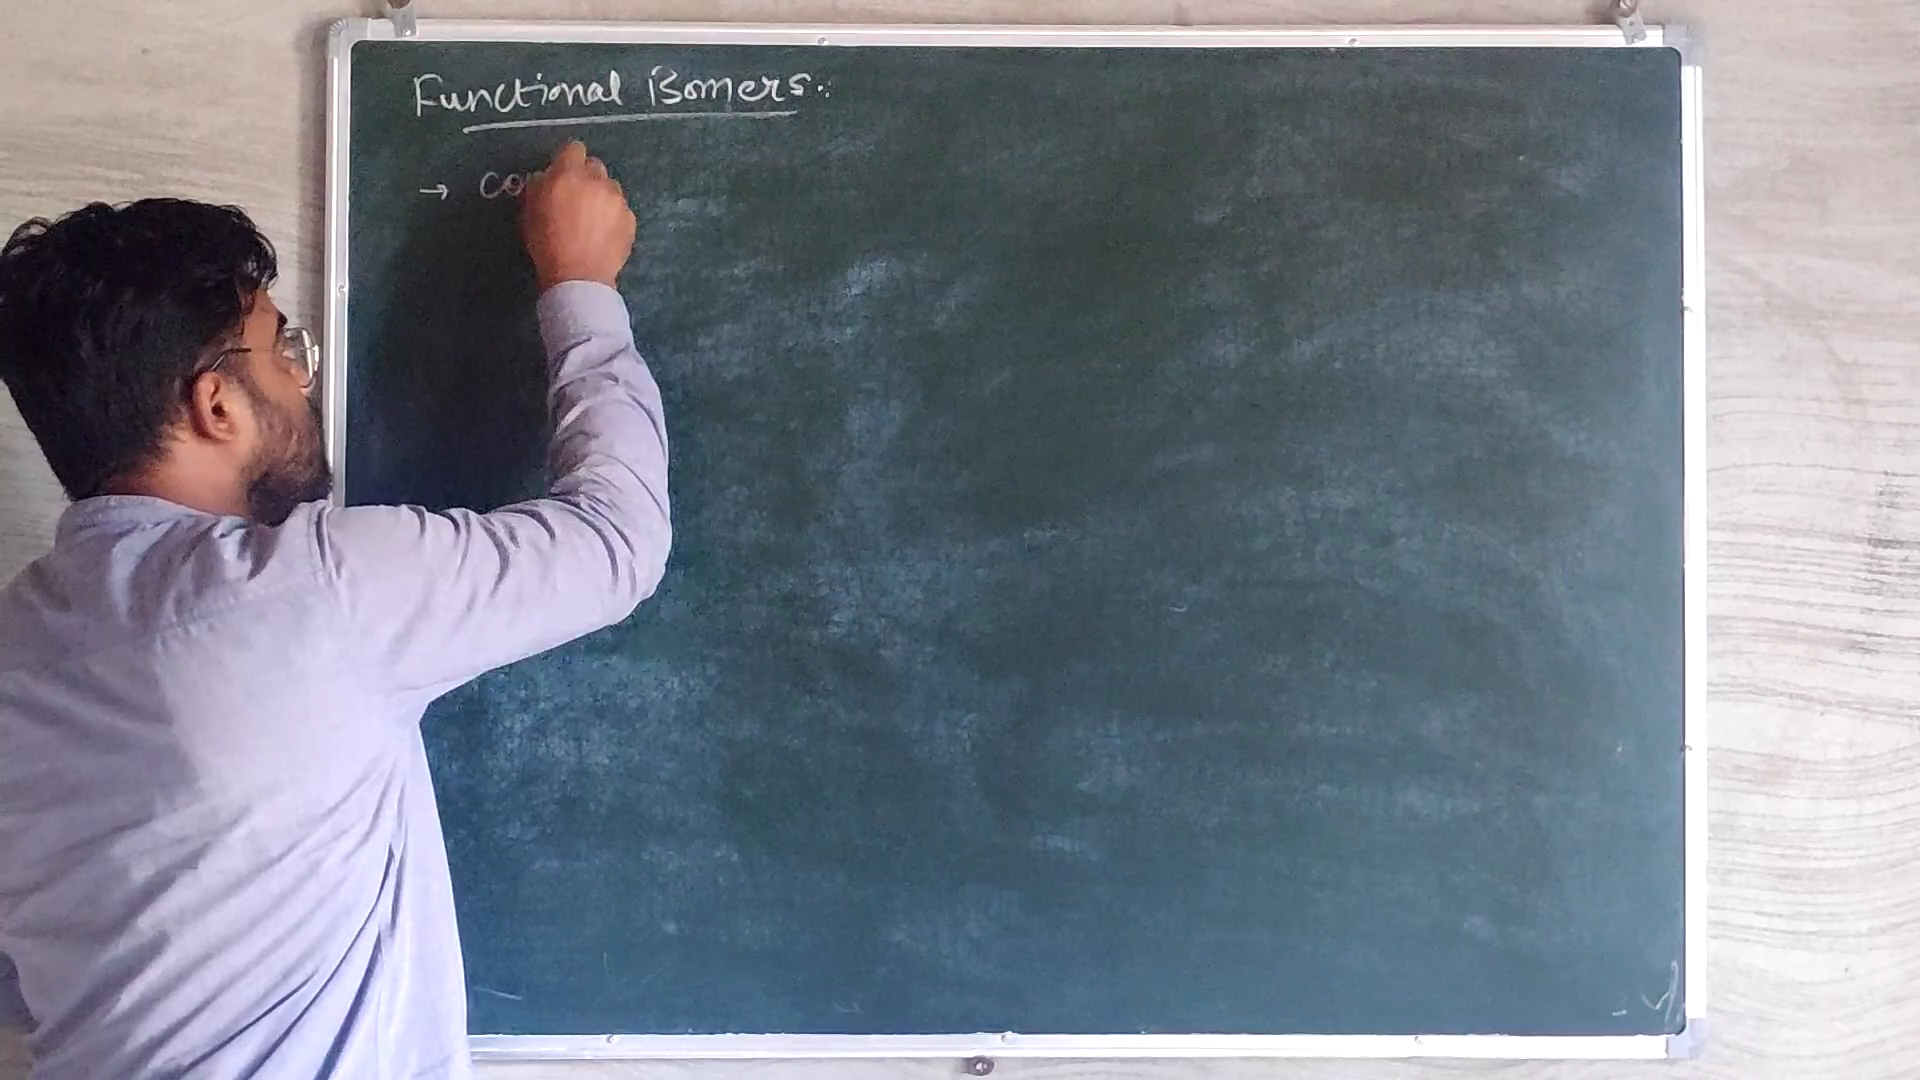 Functional Isomers:
→ Co